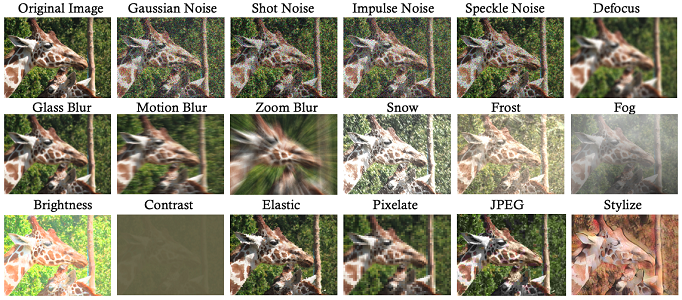 Original Image Gaussian Noise Shot Noise Impulse Noise Speckle Noise Defocus
Glass Blur Motion Blur Zoom Blur Snow Frost Fog
Brightness Contrast Elastic Pixelate JPEG Stylize